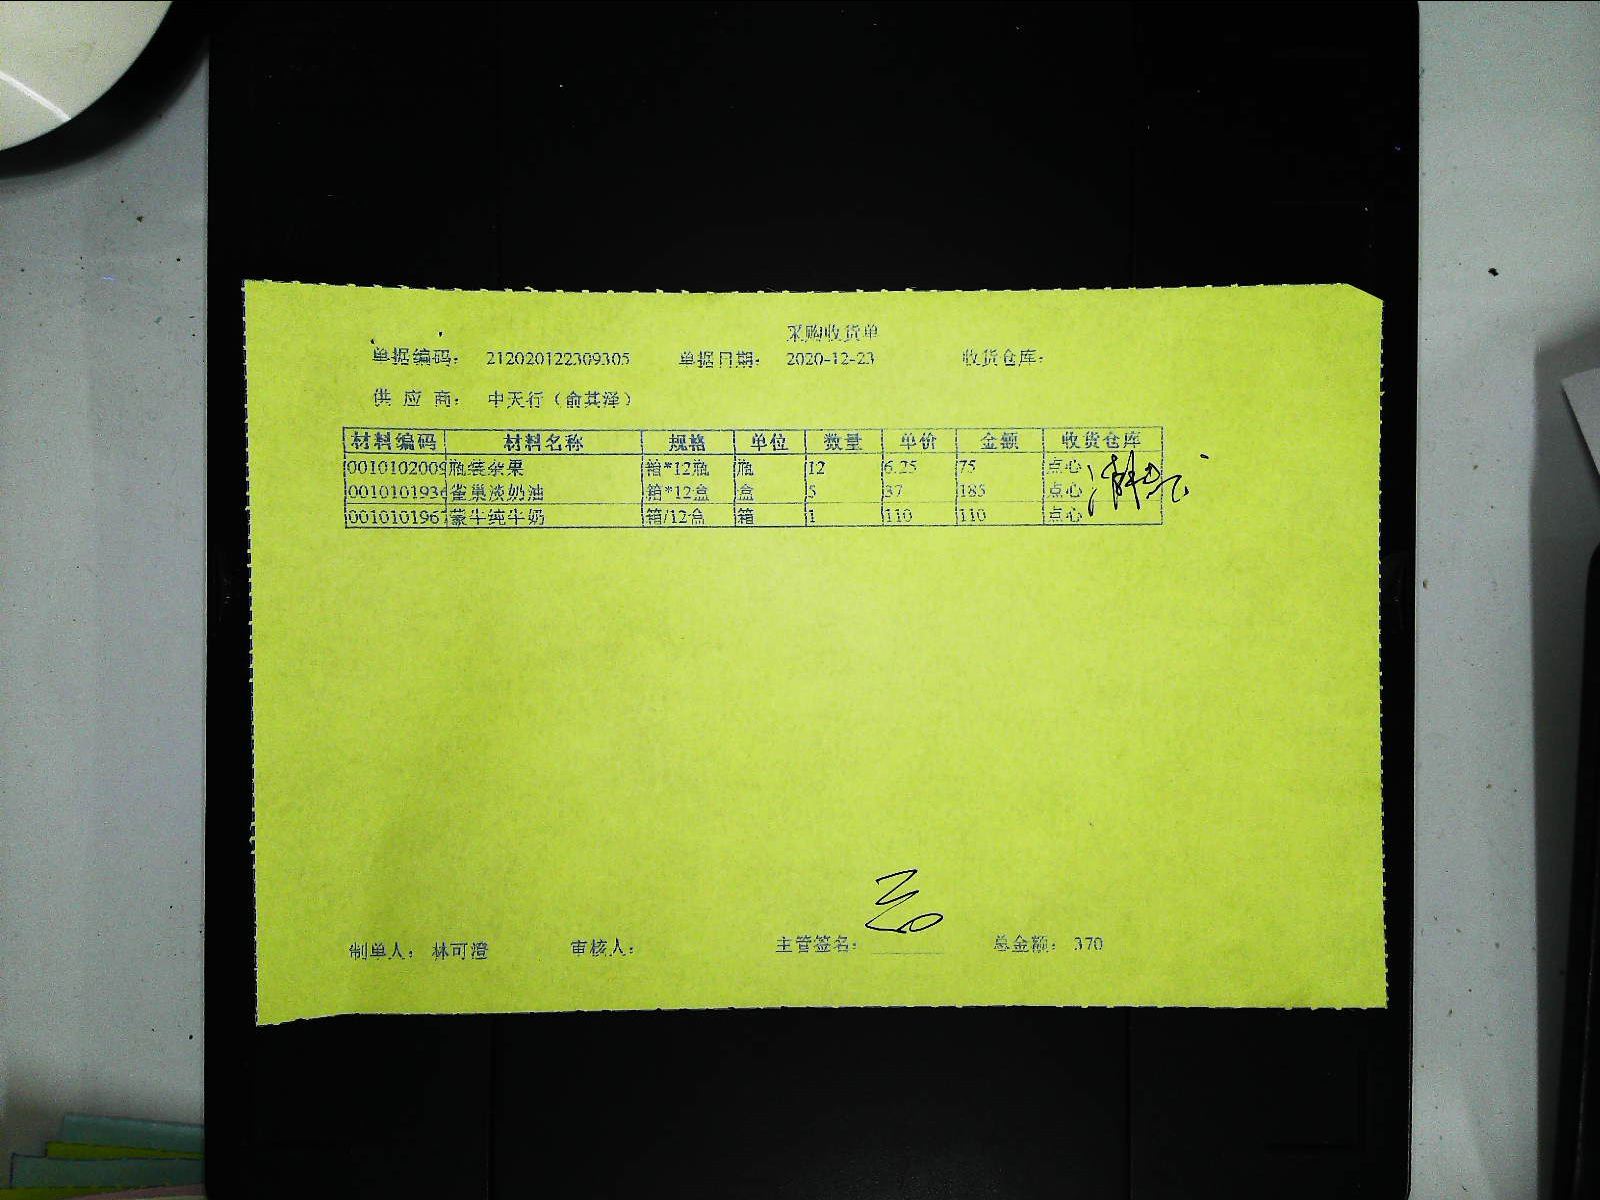 采购收货单
单据编码: 212020122309305 单据日期: 2020-12-23 收货仓库:
供应商: 中天行(俞其泽)
材料编码 材料名称 规格 单位 数量 单价 金额 收货仓库
0010102009 瓶装杂果 箱*12瓶 瓶 12 6.25 75 点心
001010193 雀巢淡奶油 箱*12盒 盒 5 37 185 点心
001010196 蒙牛纯牛奶 箱/12盒 箱 1 110 110 点心
制单人: 林可澄 审核人: 主管签名: 总金额: 370